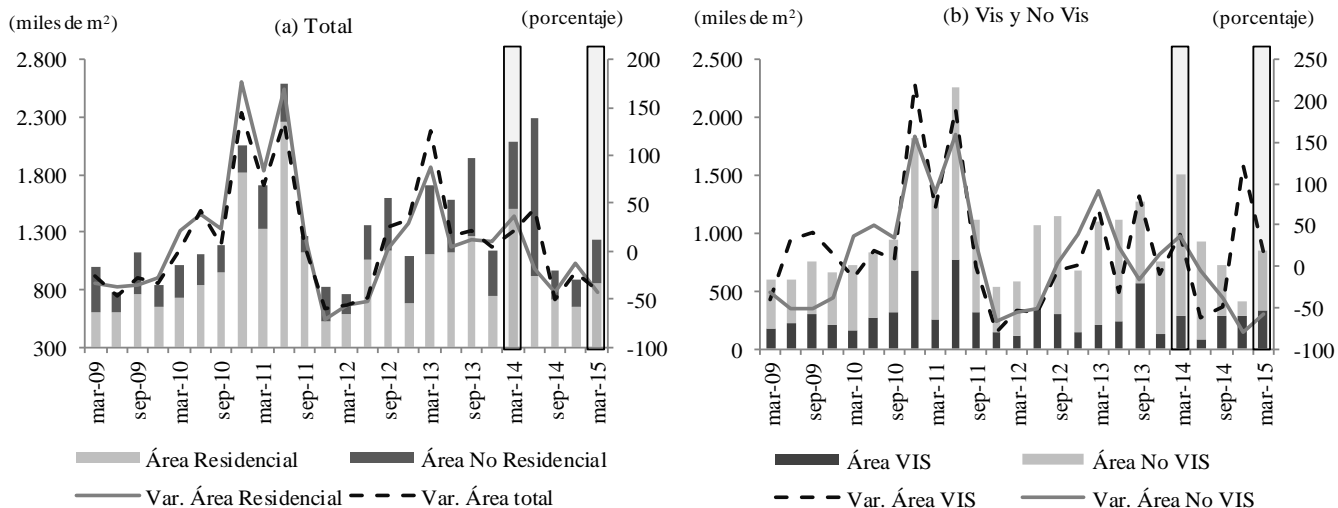 (miles de m²)
(a) Total
(porcentaje)
2.800
2.300
1.800
1.300
800
300
200
150
100
50
0
-50
-100
mar-09
sep-09
mar-10
sep-10
mar-11
sep-11
mar-12
sep-12
mar-13
sep-13
mar-14
sep-14
mar-15
Área Residencial
Área No Residencial
Var. Área Residencial
Var. Área total
(miles de m²)
(b) Vis y No Vis
(porcentaje)
2.500
2.000
1.500
1.000
500
0
250
200
150
100
50
0
-50
-100
mar-09
sep-09
mar-10
sep-10
mar-11
sep-11
mar-12
sep-12
mar-13
sep-13
mar-14
sep-14
mar-15
Área VIS
Área No VIS
Var. Área VIS
Var. Área No VIS